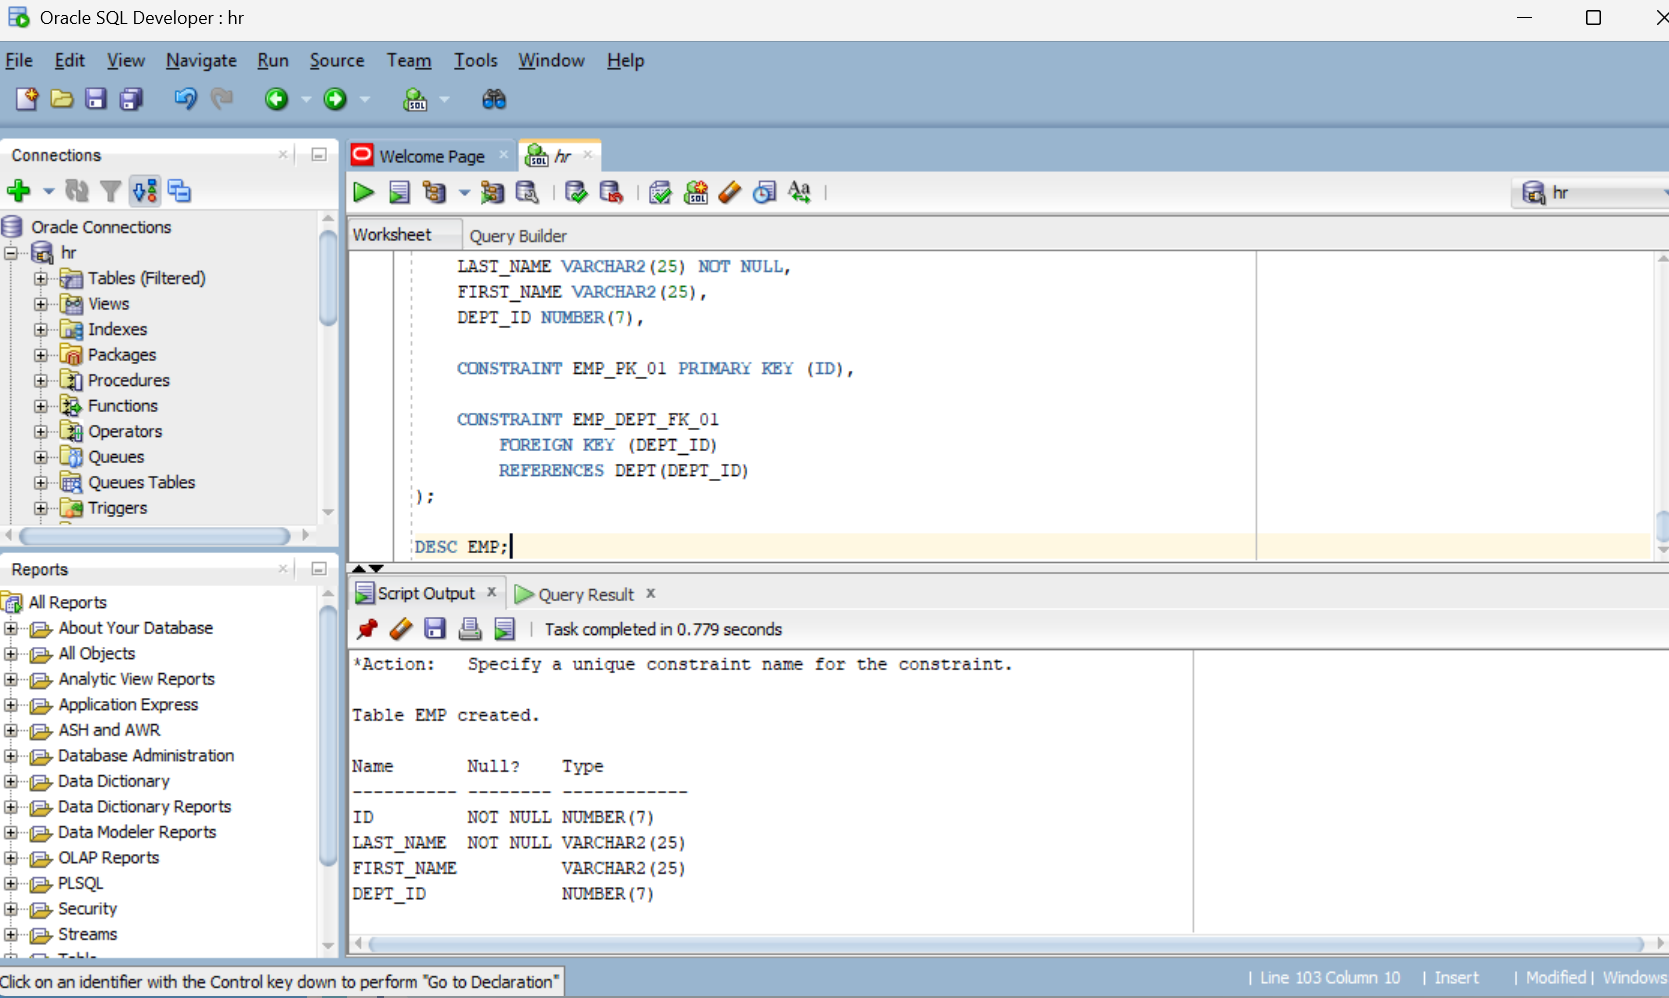 Oracle SQL Developer : hr
File Edit View Navigate Run Source Team Tools Window Help
Connections
Oracle Connections
hr
Tables (Filtered)
Views
Indexes
Packages
Procedures
Functions
Operators
Queues
Queues Tables
Triggers
Reports
All Reports
About Your Database
All Objects
Analytic View Reports
Application Express
ASH and AWR
Database Administration
Data Dictionary
Data Dictionary Reports
Data Modeler Reports
OLAP Reports
PLSQL
Security
Streams
Welcome Page hr
hr
Worksheet Query Builder
LAST_NAME VARCHAR2(25) NOT NULL,
FIRST_NAME VARCHAR2(25),
DEPT_ID NUMBER(7),
CONSTRAINT EMP_PK_01 PRIMARY KEY (ID),
CONSTRAINT EMP_DEPT_FK_01
FOREIGN KEY (DEPT_ID)
REFERENCES DEPT(DEPT_ID)
);
DESC EMP;
Script Output x Query Result x
Task completed in 0.779 seconds
*Action: Specify a unique constraint name for the constraint.
Table EMP created.
Name Null? Type
---------- -------- ------------
ID NOT NULL NUMBER(7)
LAST_NAME NOT NULL VARCHAR2(25)
FIRST_NAME VARCHAR2(25)
DEPT_ID NUMBER(7)
Click on an identifier with the Control key down to perform "Go to Declaration"
| Line 103 Column 10 | Insert | Modified | Windows